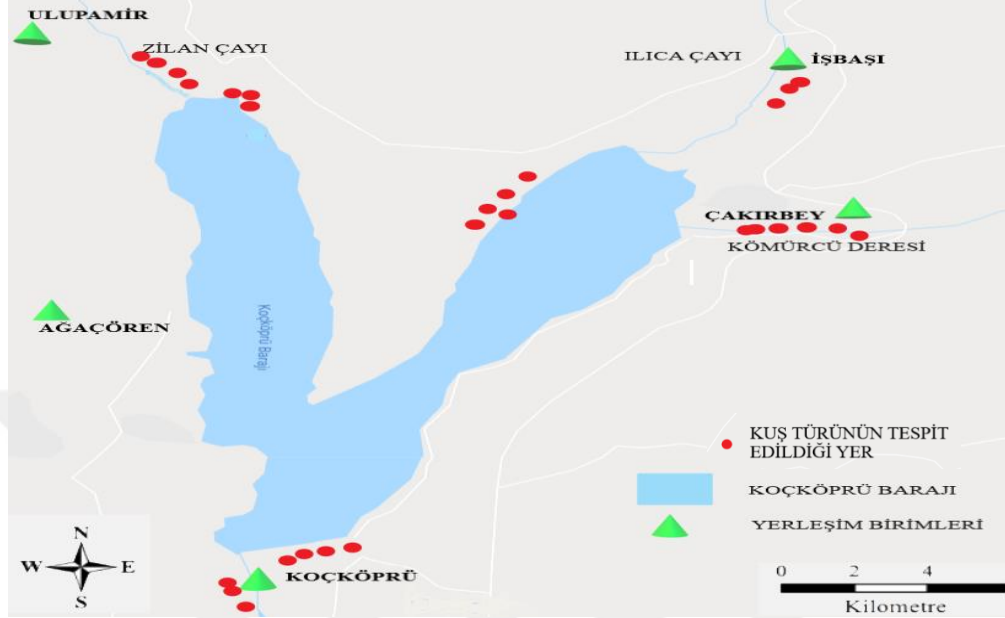 ULUPAMİR
ZİLAN ÇAYI
ILICA ÇAYI
İŞBAŞI
ÇAKIRBEY
KÖMÜRCÜ DERESİ
AĞAÇÖREN
Koçköprü Barajı
KUŞ TÜRÜNÜN TESPİT
EDİLDİĞİ YER
KOÇKÖPRÜ BARAJI
YERLEŞİM BİRİMLERİ
N
W E
S
KOÇKÖPRÜ
0 2 4
Kilometre